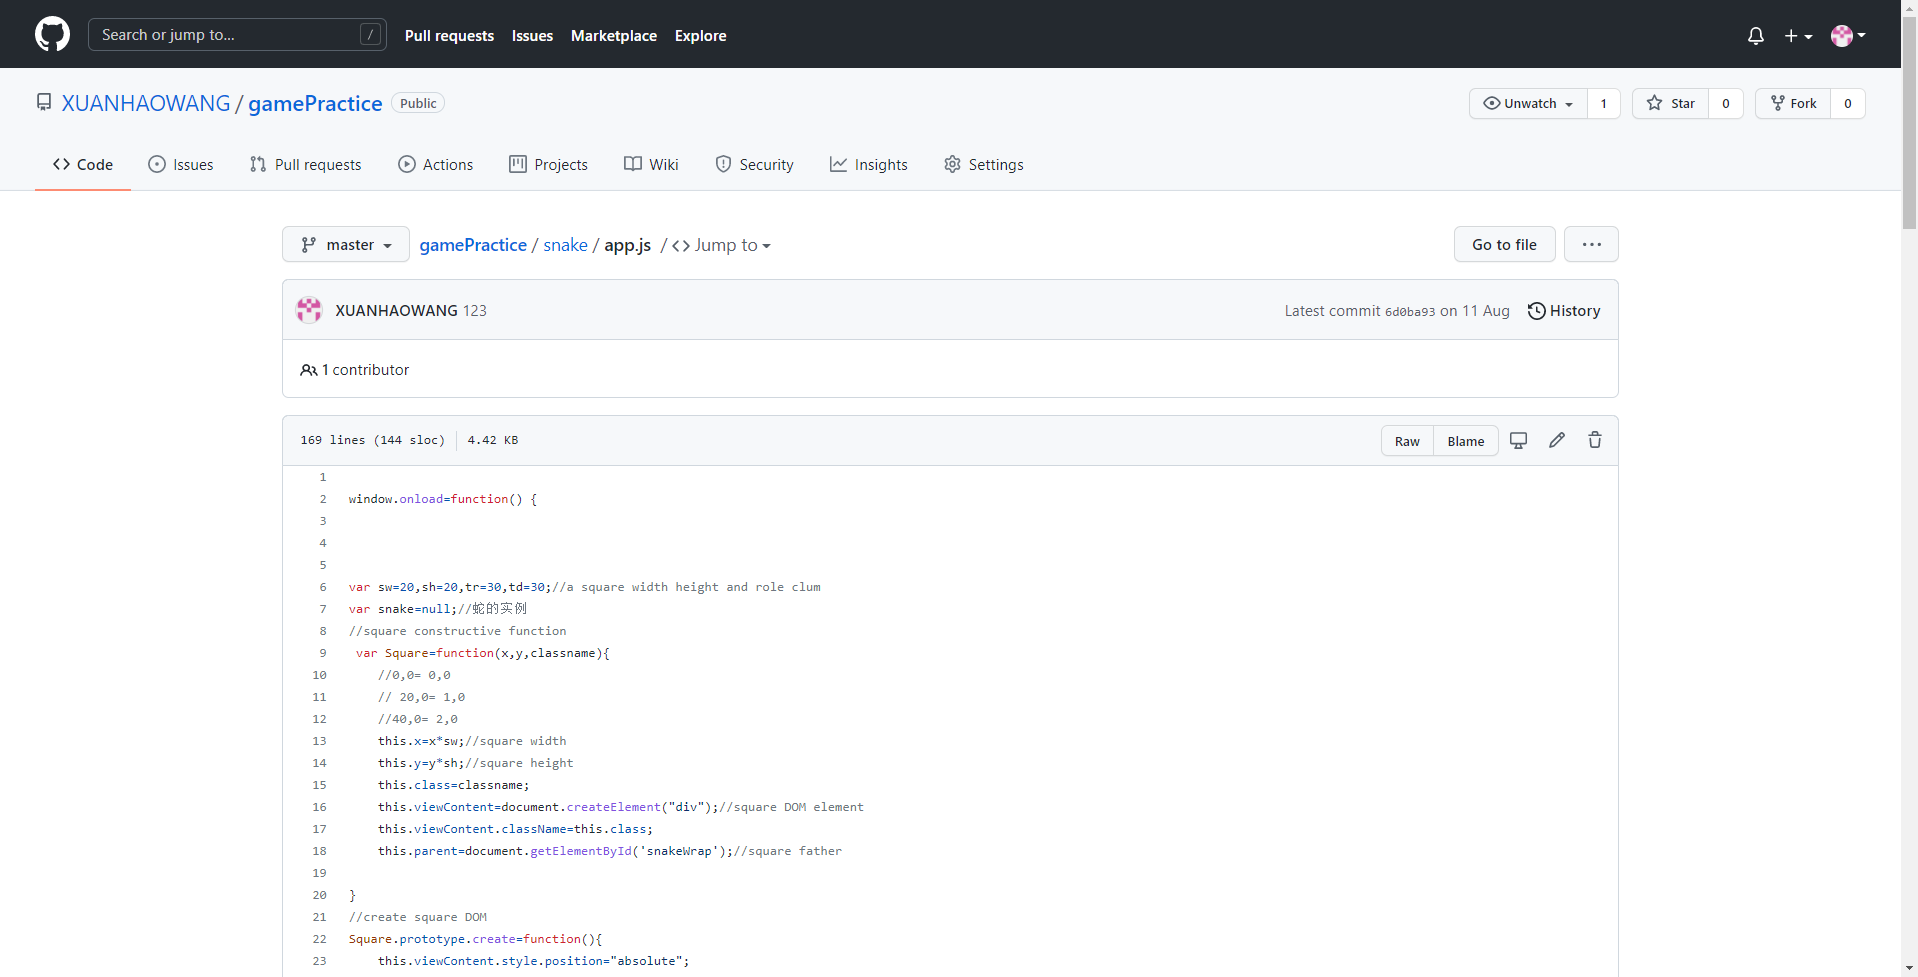 Search or jump to... /
Pull requests Issues Marketplace Explore
XUANHAOWANG / gamePractice Public
Unwatch 1 Star 0 Fork 0
Code Issues Pull requests Actions Projects Wiki Security Insights Settings
master gamePractice / snake / app.js / Jump to
Go to file ...
XUANHAOWANG 123
Latest commit 6d0ba93 on 11 Aug History
1 contributor
169 lines (144 sloc) 4.42 KB
Raw Blame
1
2 window.onload=function() {
3
4
5
6 var sw=20,sh=20,tr=30,td=30;//a square width height and role clum
7 var snake=null;//蛇的实例
8 //square constructive function
9 var Square=function(x,y,classname){
10 //0,0= 0,0
11 // 20,0= 1,0
12 //40,0= 2,0
13 this.x=x*sw;//square width
14 this.y=y*sh;//square height
15 this.class=classname;
16 this.viewContent=document.createElement("div");//square DOM element
17 this.viewContent.className=this.class;
18 this.parent=document.getElementById('snakeWrap');//square father
19
20 }
21 //create square DOM
22 Square.prototype.create=function(){
23 this.viewContent.style.position="absolute";